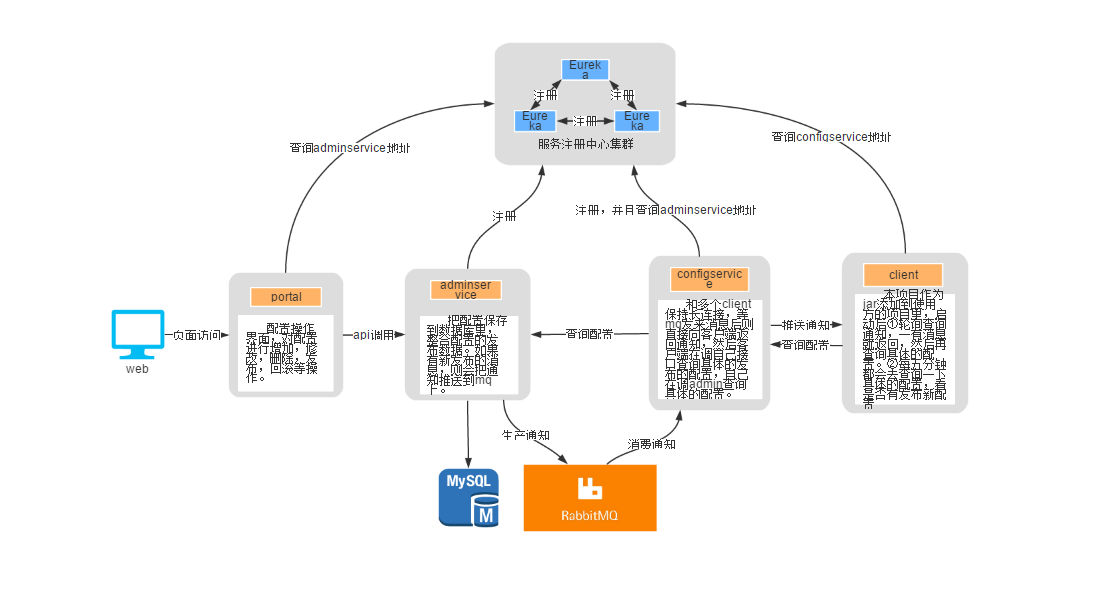 Eurek
a
注册
注册
Eure
ka
注册
Eure
ka
服务注册中心集群
查询adminservice地址
查询configservice地址
注册
注册，并且查询adminservice地址
web
页面访问
portal
配置操作
界面，对配置
进行增加，修
改，删除，发
布，回滚等操
作。
api调用
adminse
rvice
把配置保存
到数据库里，
整合配置的发
布数据。如果
有新发布的消
息，则会把通
知推送到mq
下。
查询配置
configservic
e
和多个client
保持长连接，等
mq发来消息后则
直接向客户端返
回通知，然后客
户端在调自己接
口查询具体的发
布的配置，自己
在调admin查询
具体的配置。
推送通知
查询配置
client
本项目作为
jar添加到使用
方的项目里，启
动后①轮询查询
通知，一有消息
就返回，然后再
查询具体的配
置。②每五分钟
都会去查询一下
具体的配置，看
是否有发布新配
置
生产通知
消费通知
MySQL
M
RabbitMQ